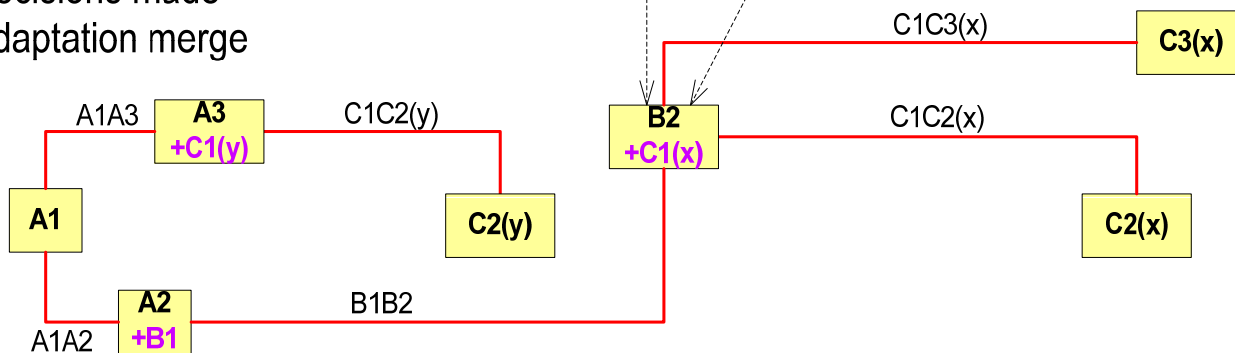 daptation merge
C1C3(x)
C3(x)
A1A3
A3
+C1(y)
C1C2(y)
B2
+C1(x)
C1C2(x)
A1
C2(y)
C2(x)
A2
+B1
B1B2
A1A2